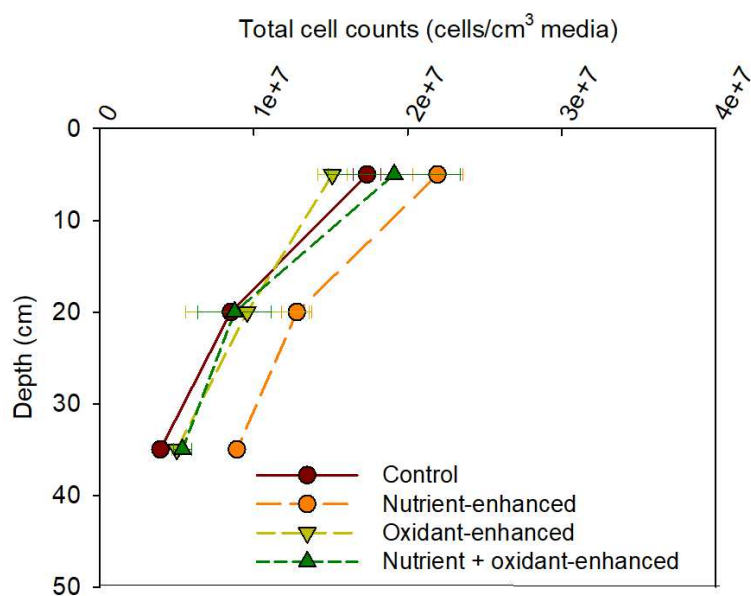 Total cell counts (cells/cm³ media)
0 1e+7 2e+7 3e+7 4e+7
0
10
20
30
40
50
Depth (cm)
Control
Nutrient-enhanced
Oxidant-enhanced
Nutrient + oxidant-enhanced